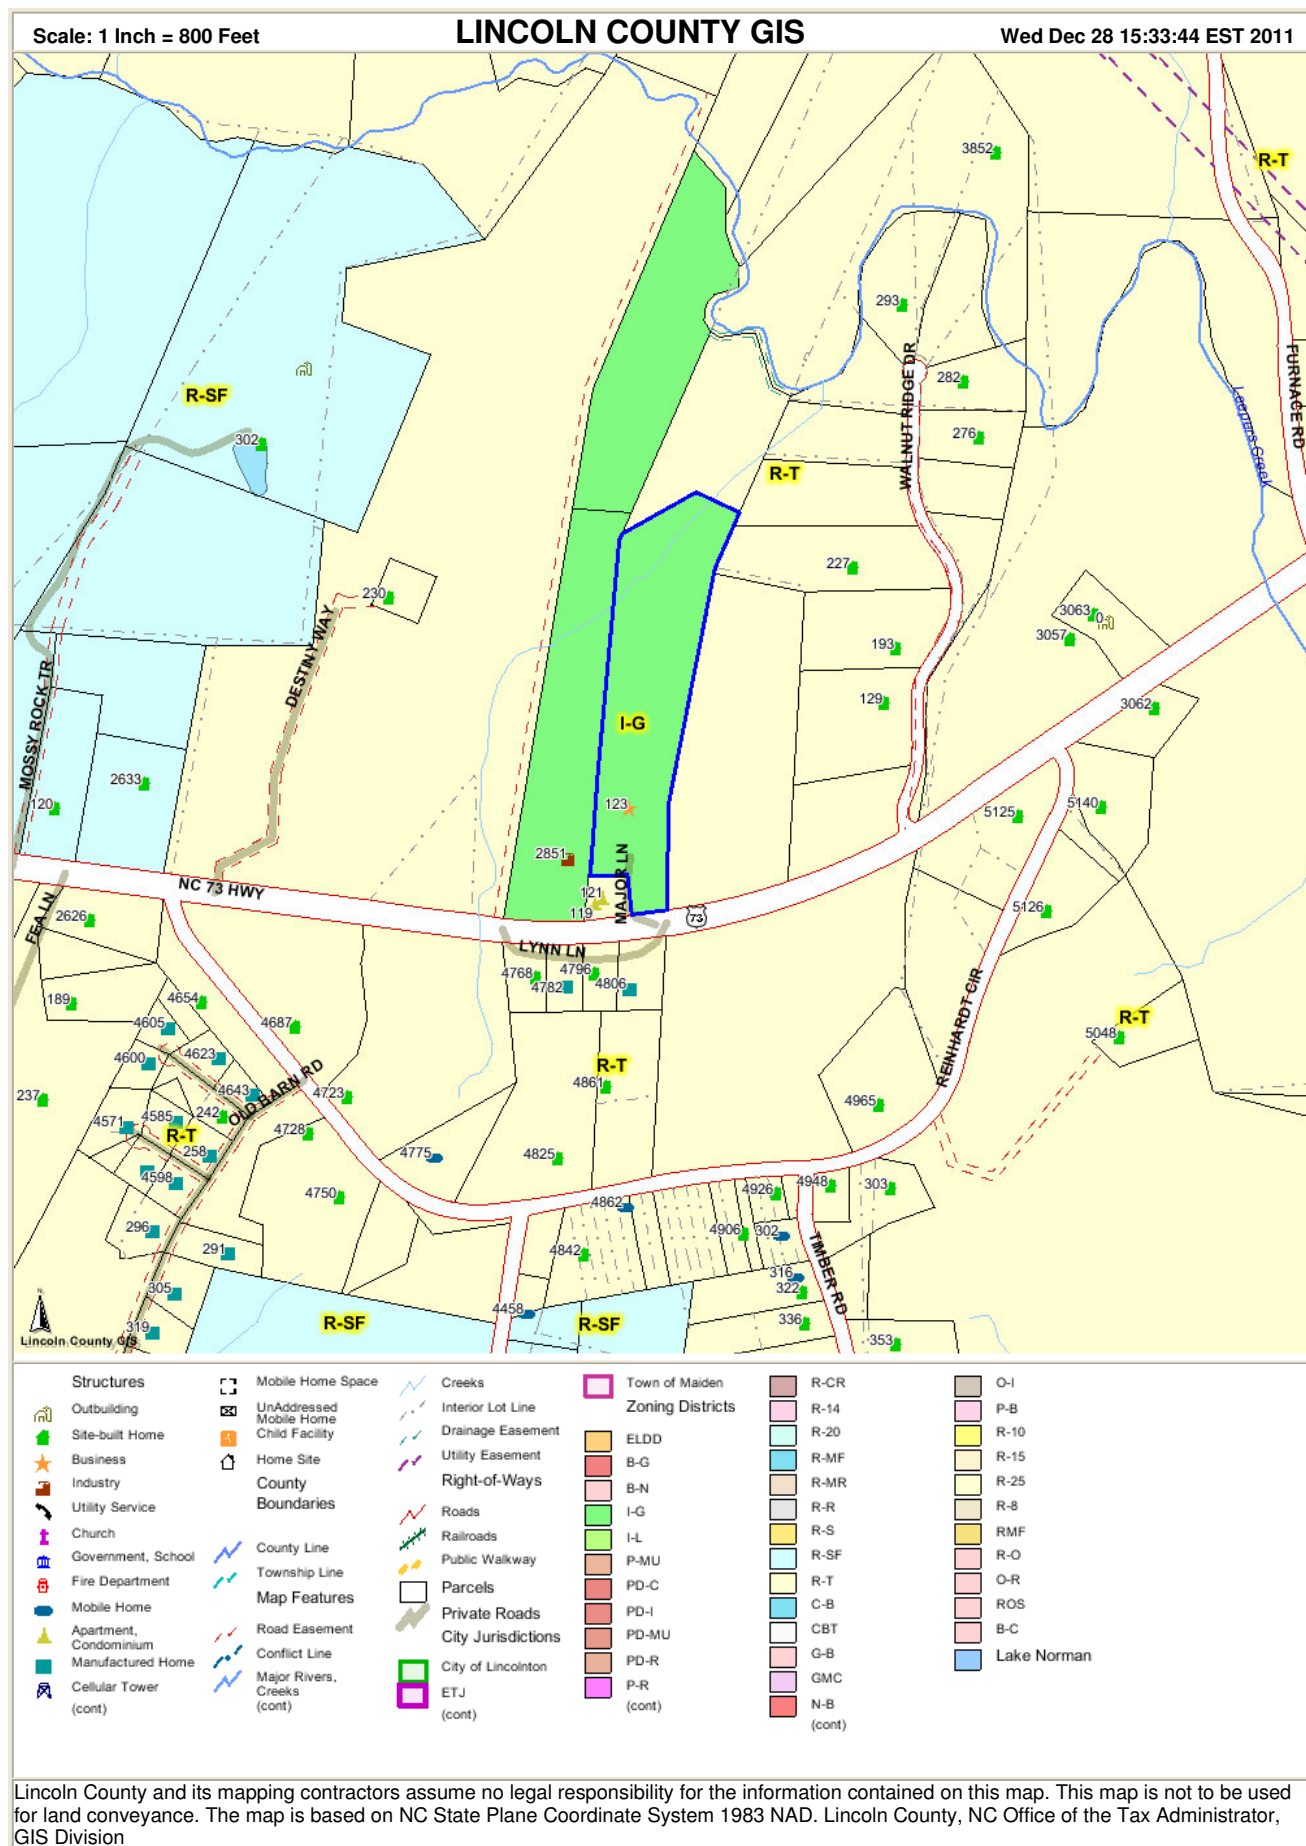 Scale: 1 Inch = 800 Feet
LINCOLN COUNTY GIS
Wed Dec 28 15:33:44 EST 2011
3852
R-T
293
FURNACE RD
WALNUT RIDGE DR
282
R-SF
Leepers Creek
302
276
R-T
227
230
3063
0
3057
DESTINY WAY
193
MOSSY ROCK TR
129
3062
I-G
2633
120
123
5140
5125
2851
MAJOR LN
NC 73 HWY
121
119
73
2626
FEA LN
5126
LYNN LN
4768
4796
4782
4806
189
4654
4605
4687
REINHARDT CIR
R-T
5048
4600
4623
R-T
4861
237
4643
OLD BARN RD
4723
4965
4571
4585
242
R-T
4728
258
4775
4825
4598
4750
4926
4948
303
4862
296
4906
302
291
4842
TIMBER RD
316
322
305
4458
R-SF
R-SF
336
319
353
N
Lincoln County GIS
Structures
Outbuilding
Site-built Home
Business
Industry
Utility Service
Church
Government, School
Fire Department
Mobile Home
Apartment,
Condominium
Manufactured Home
Cellular Tower
(cont)
Mobile Home Space
UnAddressed
Mobile Home
Child Facility
Home Site
County
Boundaries
County Line
Township Line
Map Features
Road Easement
Conflict Line
Major Rivers,
Creeks
(cont)
Creeks
Interior Lot Line
Drainage Easement
Utility Easement
Right-of-Ways
Roads
Railroads
Public Walkway
Parcels
Private Roads
City Jurisdictions
City of Lincolnton
ETJ
(cont)
Town of Maiden
Zoning Districts
ELDD
B-G
B-N
I-G
I-L
P-MU
PD-C
PD-I
PD-MU
PD-R
P-R
(cont)
R-CR
R-14
R-20
R-MF
R-MR
R-R
R-S
R-SF
R-T
C-B
CBT
G-B
GMC
N-B
(cont)
O-I
P-B
R-10
R-15
R-25
R-8
RMF
R-O
O-R
ROS
B-C
Lake Norman
Lincoln County and its mapping contractors assume no legal responsibility for the information contained on this map. This map is not to be used
for land conveyance. The map is based on NC State Plane Coordinate System 1983 NAD. Lincoln County, NC Office of the Tax Administrator,
GIS Division